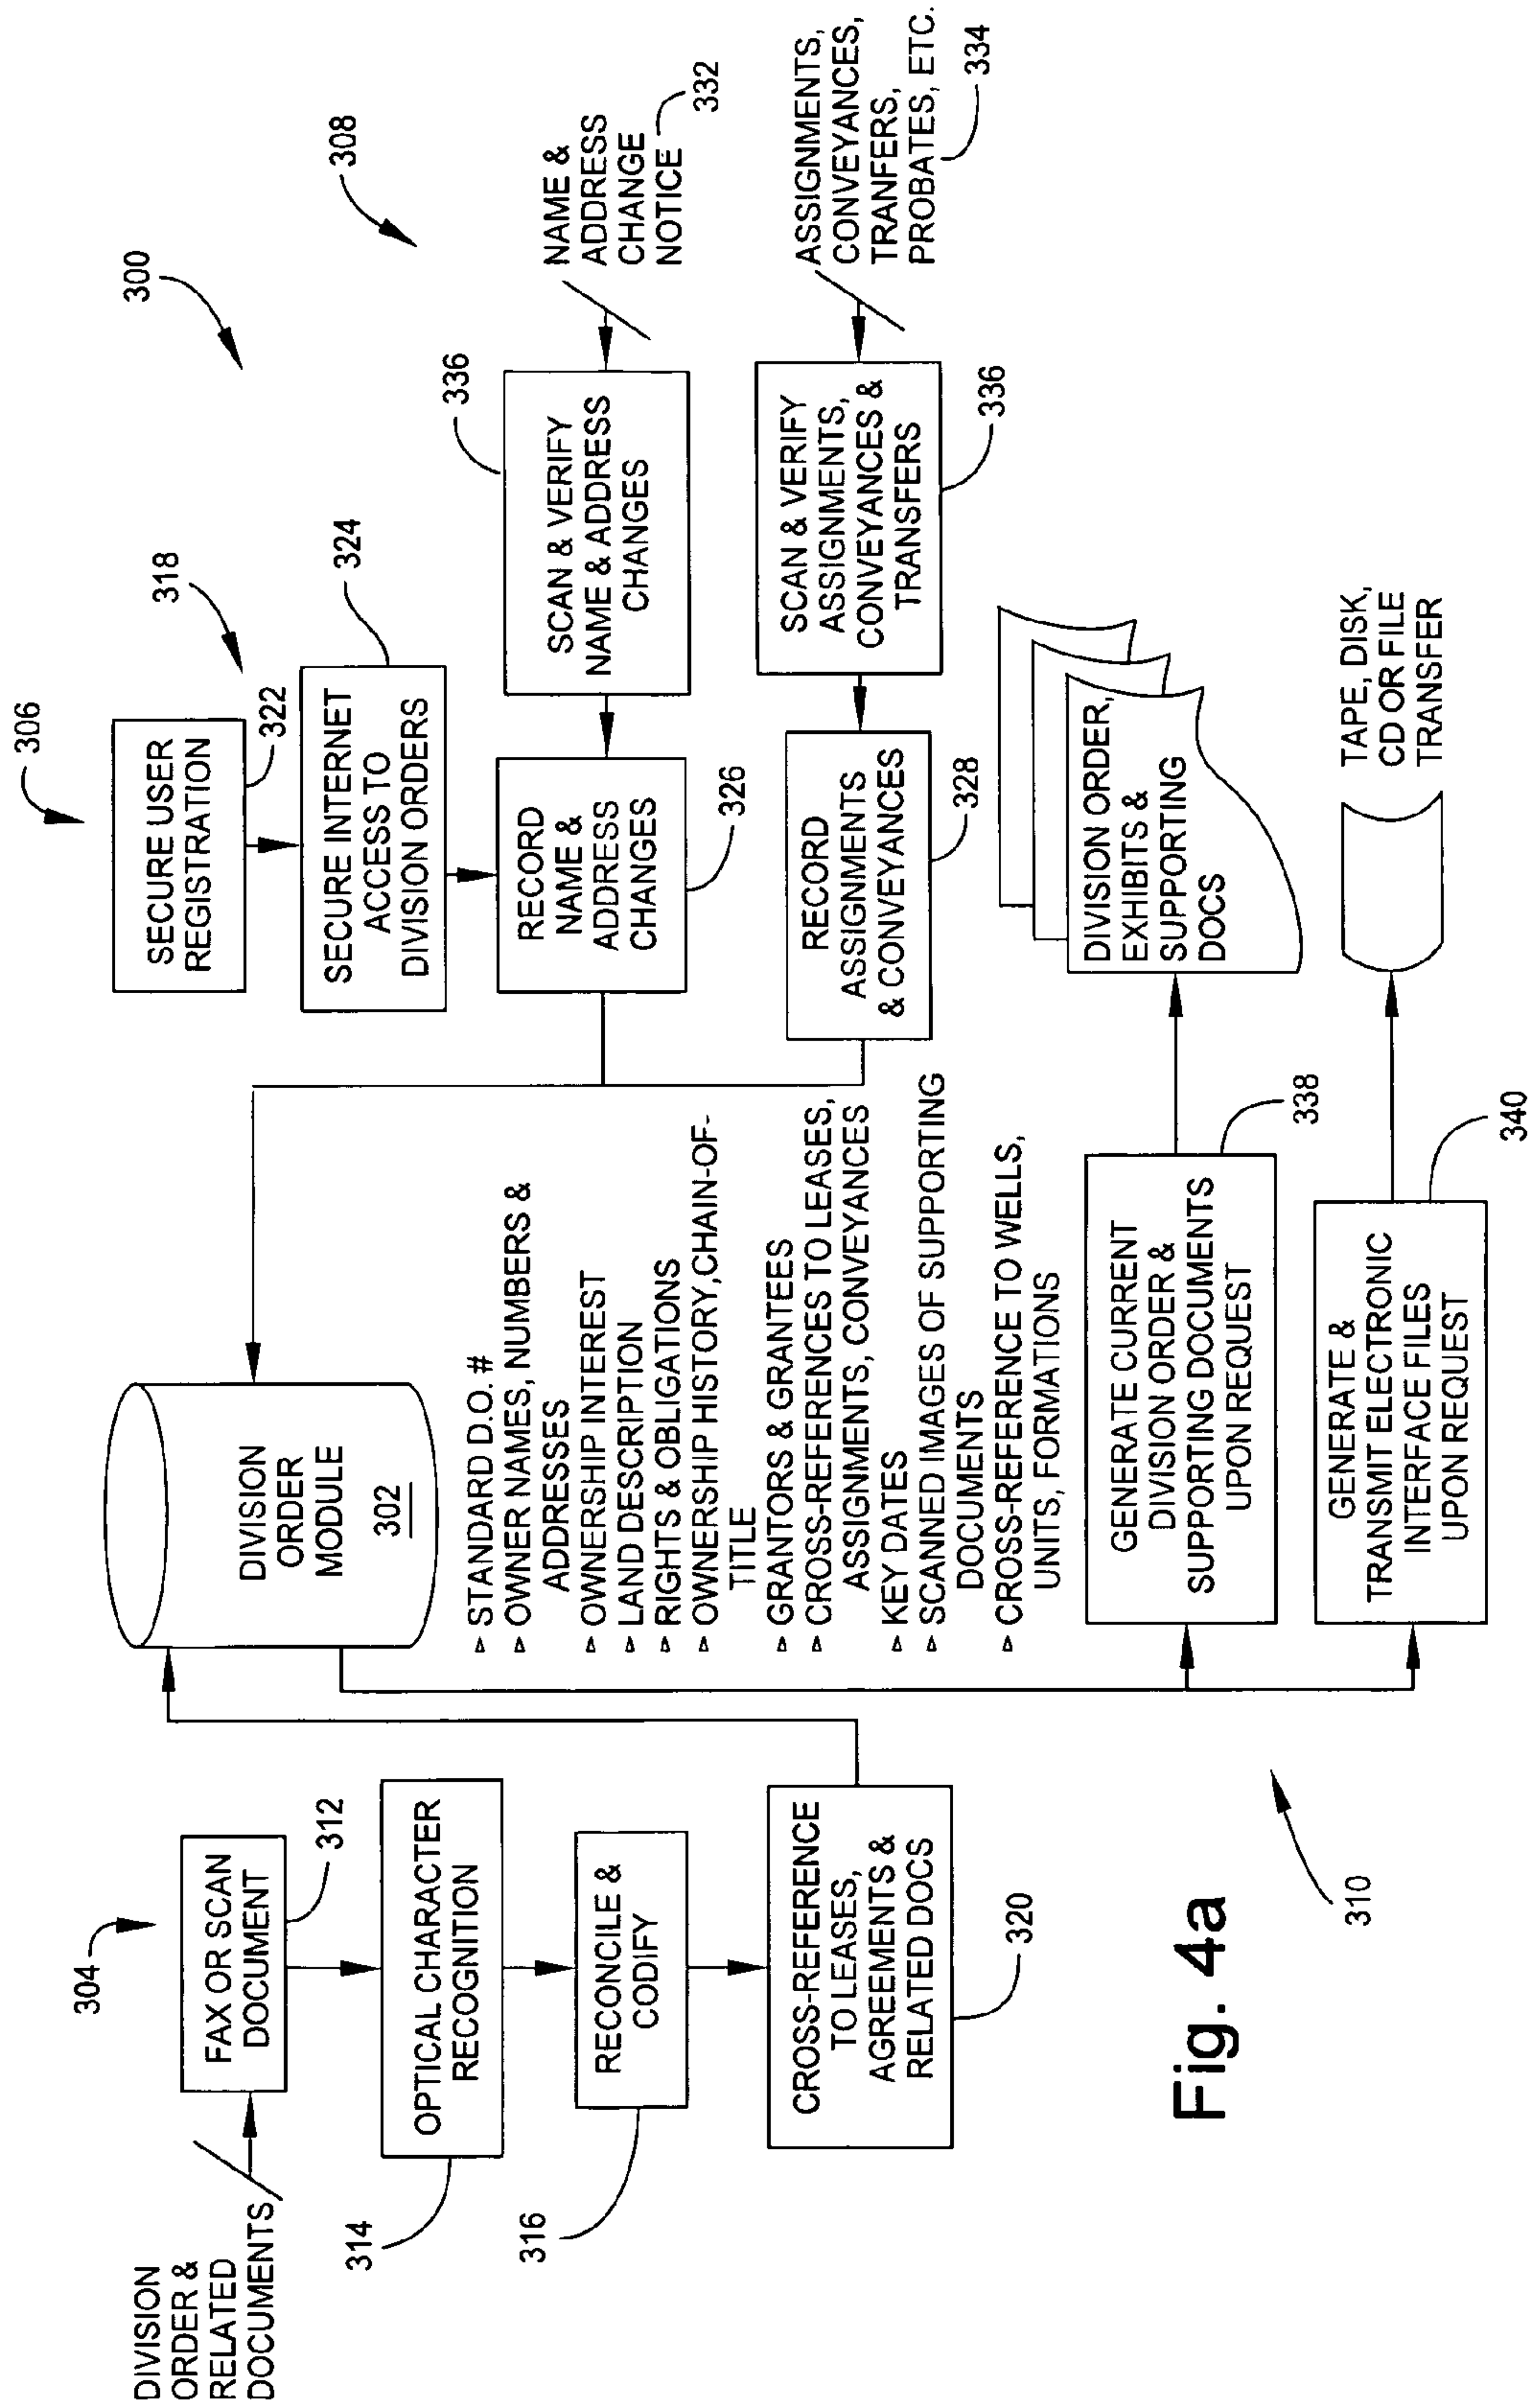 DIVISION
ORDER &
RELATED
DOCUMENTS
304
FAX OR SCAN
DOCUMENT
312
OPTICAL CHARACTER
RECOGNITION
314
RECONCILE &
CODIFY
316
CROSS-REFERENCE
TO LEASES,
AGREEMENTS &
RELATED DOCS
320
DIVISION
ORDER
MODULE
302
▹ STANDARD D.O. #
▹ OWNER NAMES, NUMBERS &
ADDRESSES
▹ OWNERSHIP INTEREST
▹ LAND DESCRIPTION
▹ RIGHTS & OBLIGATIONS
▹ OWNERSHIP HISTORY,CHAIN-OF-
TITLE
▹ GRANTORS & GRANTEES
▹ CROSS-REFERENCES TO LEASES,
ASSIGNMENTS, CONVEYANCES
▹ KEY DATES
▹ SCANNED IMAGES OF SUPPORTING
DOCUMENTS
▹ CROSS-REFERENCE TO WELLS,
UNITS, FORMATIONS
306
SECURE USER
REGISTRATION
322
318
SECURE INTERNET
ACCESS TO
DIVISION ORDERS
324
300
308
RECORD
NAME &
ADDRESS
CHANGES
326
SCAN & VERIFY
NAME & ADDRESS
CHANGES
336
NAME &
ADDRESS
CHANGE
NOTICE
332
RECORD
ASSIGNMENTS
& CONVEYANCES
328
SCAN & VERIFY
ASSIGNMENTS,
CONVEYANCES &
TRANSFERS
336
ASSIGNMENTS,
CONVEYANCES,
TRANFERS,
PROBATES, ETC.
334
GENERATE CURRENT
DIVISION ORDER &
SUPPORTING DOCUMENTS
UPON REQUEST
338
DIVISION ORDER,
EXHIBITS &
SUPPORTING
DOCS
GENERATE &
TRANSMIT ELECTRONIC
INTERFACE FILES
UPON REQUEST
340
TAPE, DISK,
CD OR FILE
TRANSFER
310
Fig. 4a